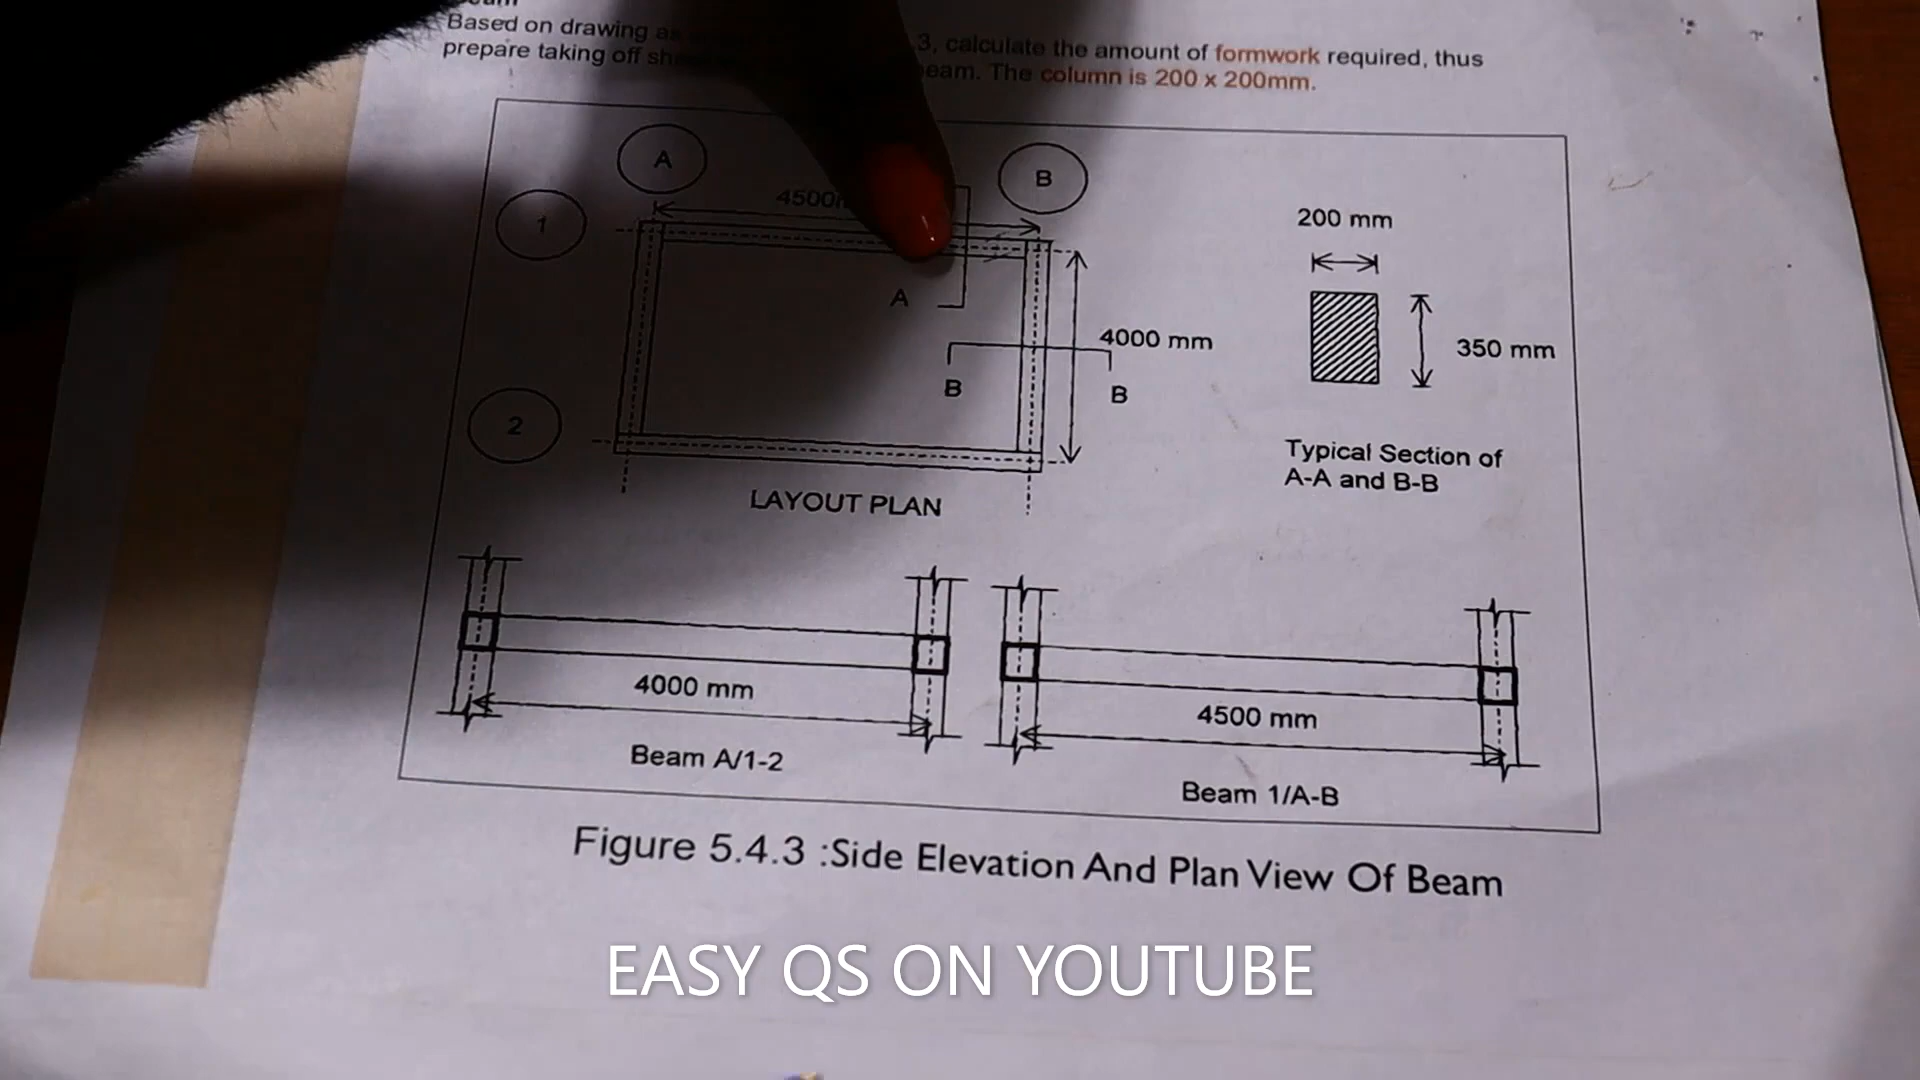 Based on drawing as 3, calculate the amount of formwork required, thus
prepare taking off eam. The column is 200 x 200mm.
A
B
4500
1
200 mm
A
4000 mm
350 mm
B
B
2
Typical Section of
A-A and B-B
LAYOUT PLAN
4000 mm
4500 mm
Beam A/1-2
Beam 1/A-B
Figure 5.4.3 :Side Elevation And Plan View Of Beam
EASY QS ON YOUTUBE